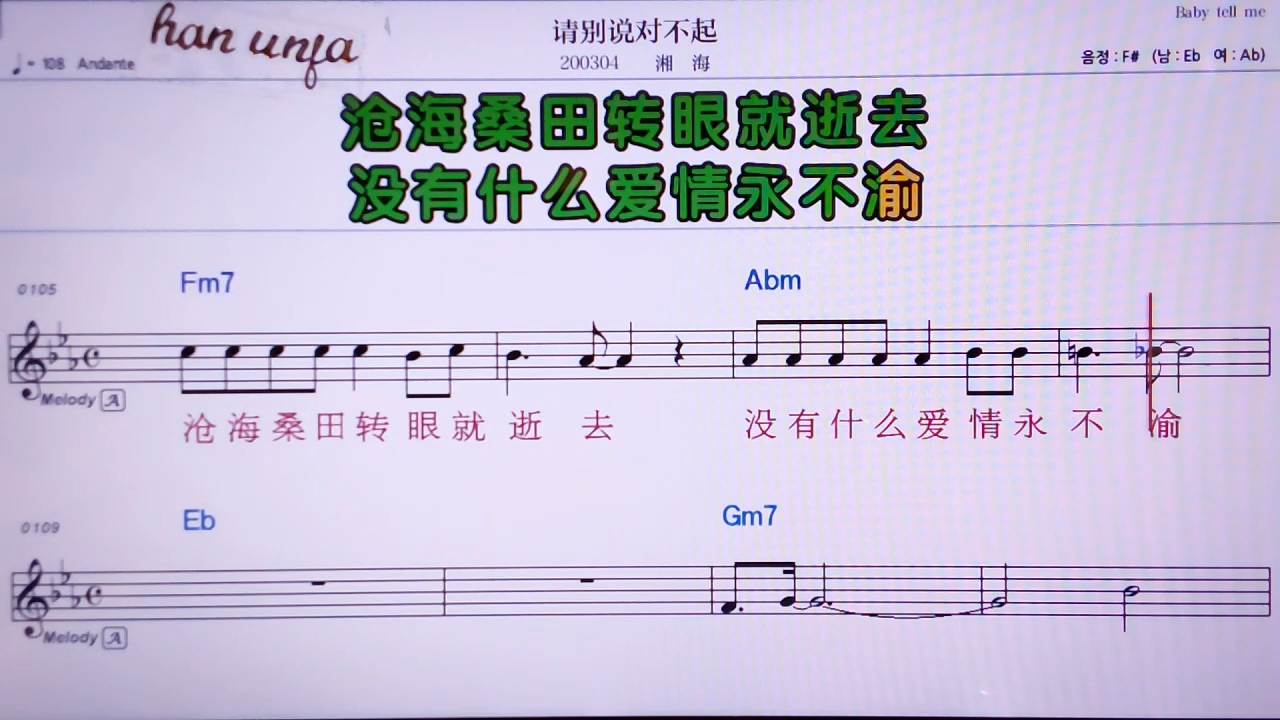 Baby tell me
han unfa
请别说对不起
♩= 108 Andante
200304 湘 海
음정 : F# (남 : Eb 여 : Ab)
沧海桑田转眼就逝去
没有什么爱情永不渝
0105
Fm7
Abm
Melody A
沧海桑田转眼就逝去 没有什么爱情永不渝
0109
Eb
Gm7
Melody A